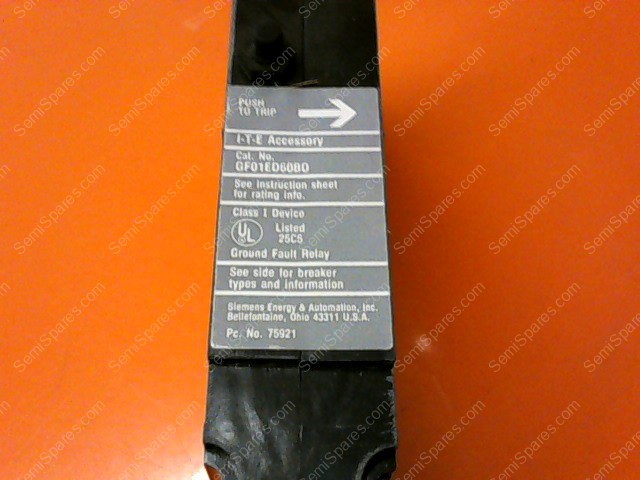 PUSH
TO TRIP
I-T-E Accessory
Cat. No.
GF01ED60BD
See instruction sheet
for rating info.
Class I Device
UL
Listed
25CS
Ground Fault Relay
See side for breaker
types and information
Siemens Energy & Automation, Inc.
Bellefontaine, Ohio 43311 U.S.A.
Pc. No. 75921
SemiSpares.com